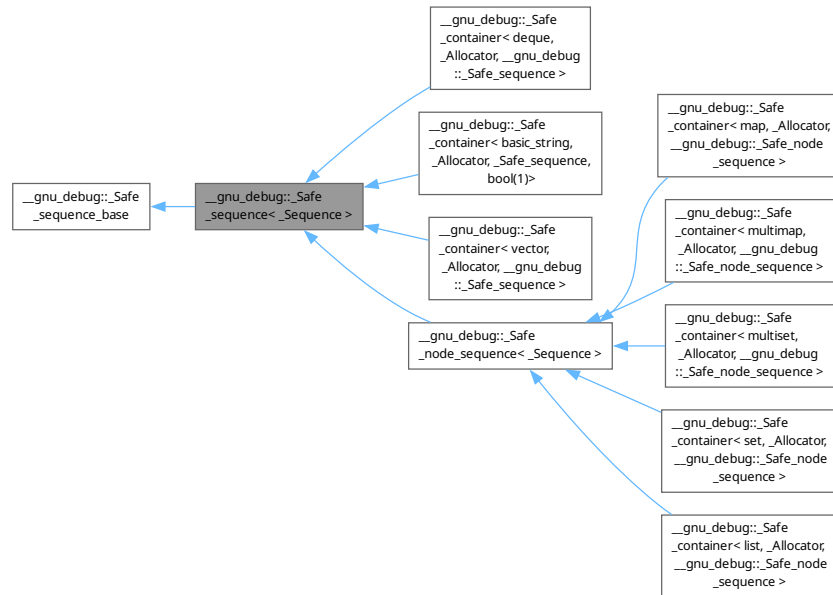 __gnu_debug::_Safe
_sequence_base
__gnu_debug::_Safe
_sequence< _Sequence >
__gnu_debug::_Safe
_container< deque,
_Allocator, __gnu_debug
::_Safe_sequence >
__gnu_debug::_Safe
_container< basic_string,
_Allocator, _Safe_sequence,
bool(1)>
__gnu_debug::_Safe
_container< vector,
_Allocator, __gnu_debug
::_Safe_sequence >
__gnu_debug::_Safe
_node_sequence< _Sequence >
__gnu_debug::_Safe
_container< map, _Allocator,
__gnu_debug::_Safe_node
_sequence >
__gnu_debug::_Safe
_container< multimap,
_Allocator, __gnu_debug
::_Safe_node_sequence >
__gnu_debug::_Safe
_container< multiset,
_Allocator, __gnu_debug
::_Safe_node_sequence >
__gnu_debug::_Safe
_container< set, _Allocator,
__gnu_debug::_Safe_node
_sequence >
__gnu_debug::_Safe
_container< list, _Allocator,
__gnu_debug::_Safe_node
_sequence >